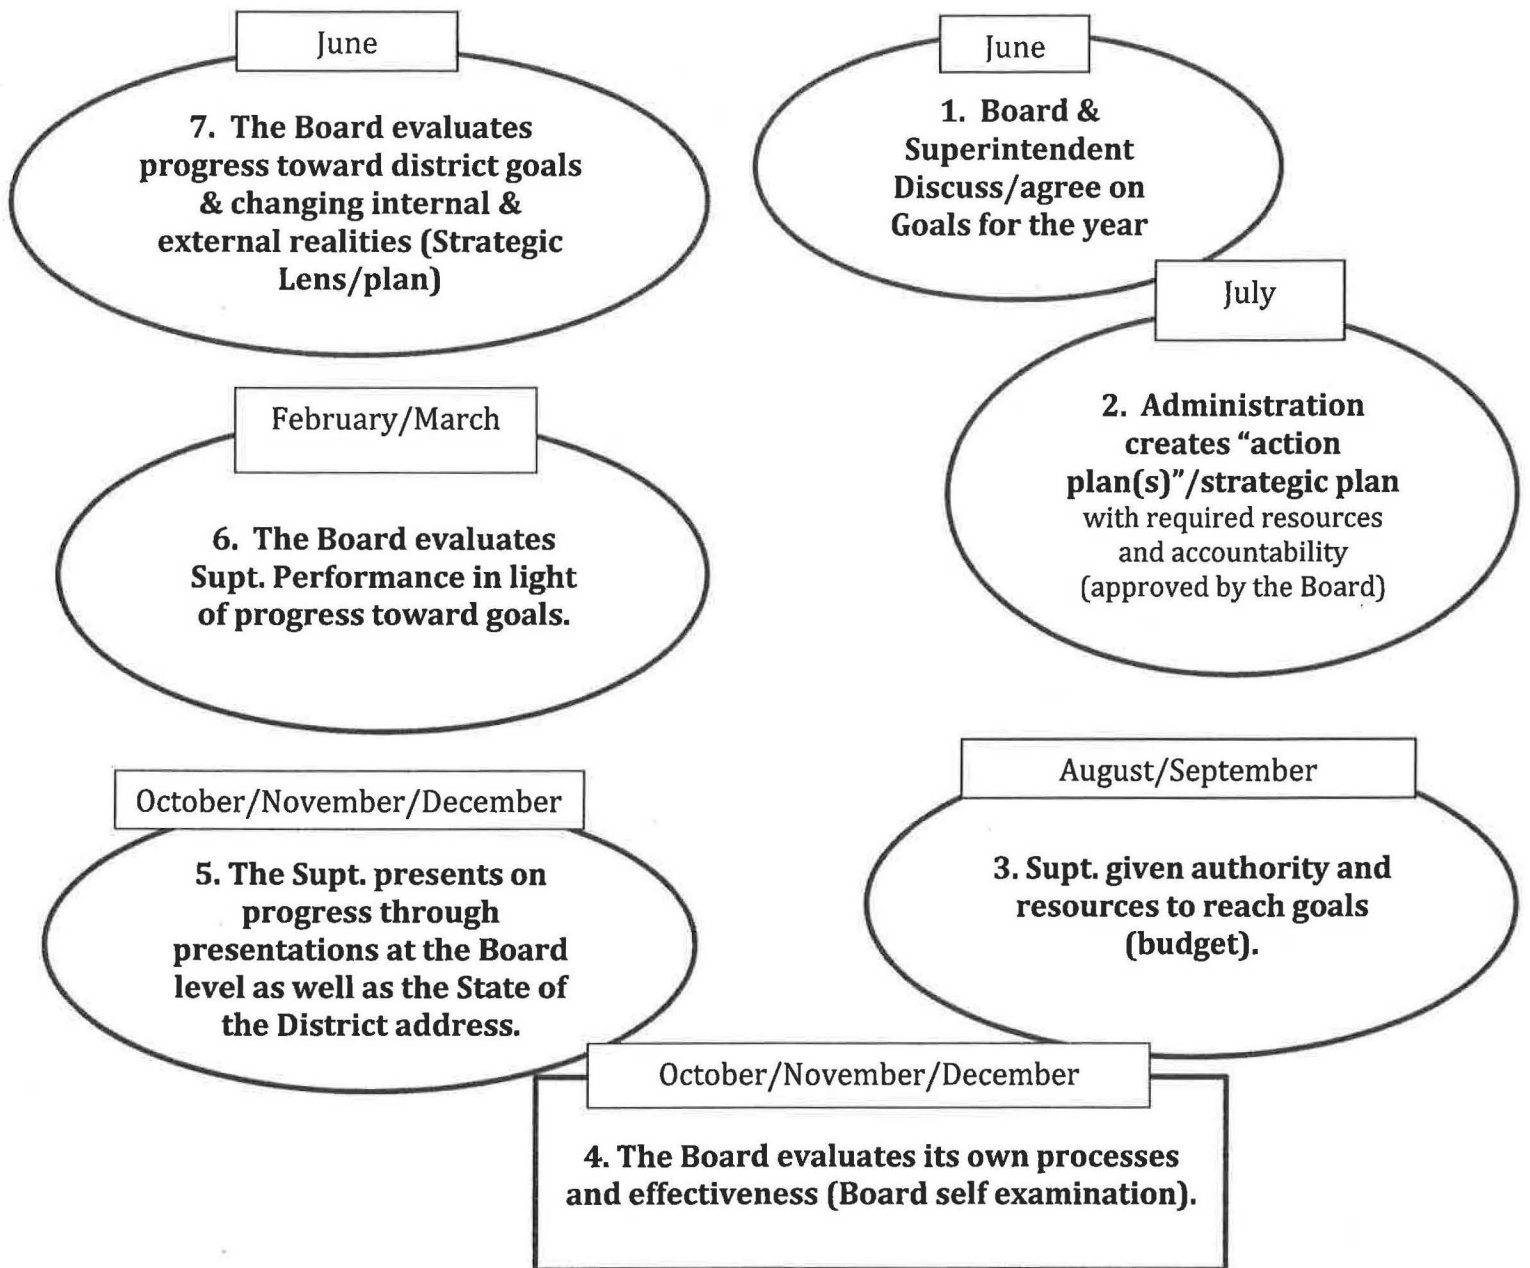 June
7. The Board evaluates
progress toward district goals
& changing internal &
external realities (Strategic
Lens/plan)
June
1. Board &
Superintendent
Discuss/agree on
Goals for the year
July
2. Administration
creates “action
plan(s)”/strategic plan
with required resources
and accountability
(approved by the Board)
February/March
6. The Board evaluates
Supt. Performance in light
of progress toward goals.
August/September
3. Supt. given authority and
resources to reach goals
(budget).
October/November/December
5. The Supt. presents on
progress through
presentations at the Board
level as well as the State of
the District address.
October/November/December
4. The Board evaluates its own processes
and effectiveness (Board self examination).